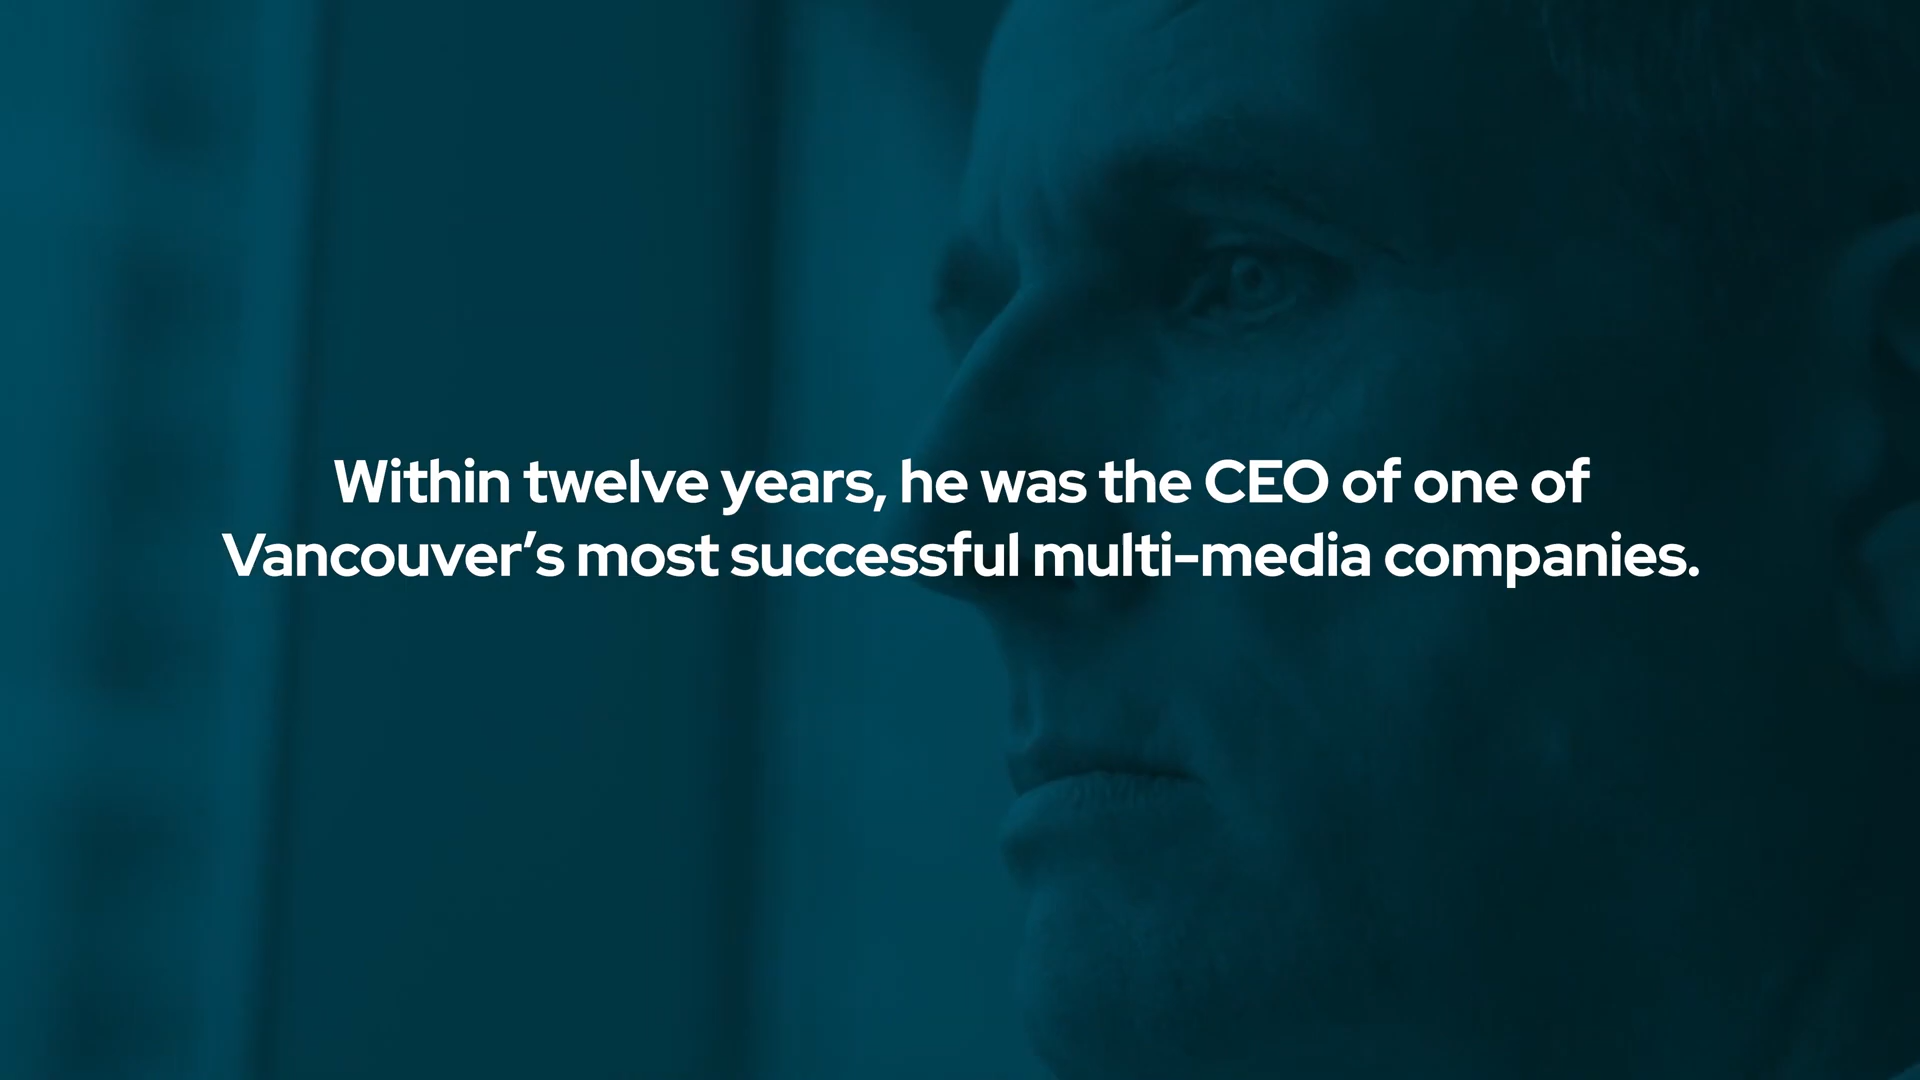 Within twelve years, he was the CEO of one of
Vancouver’s most successful multi-media companies.